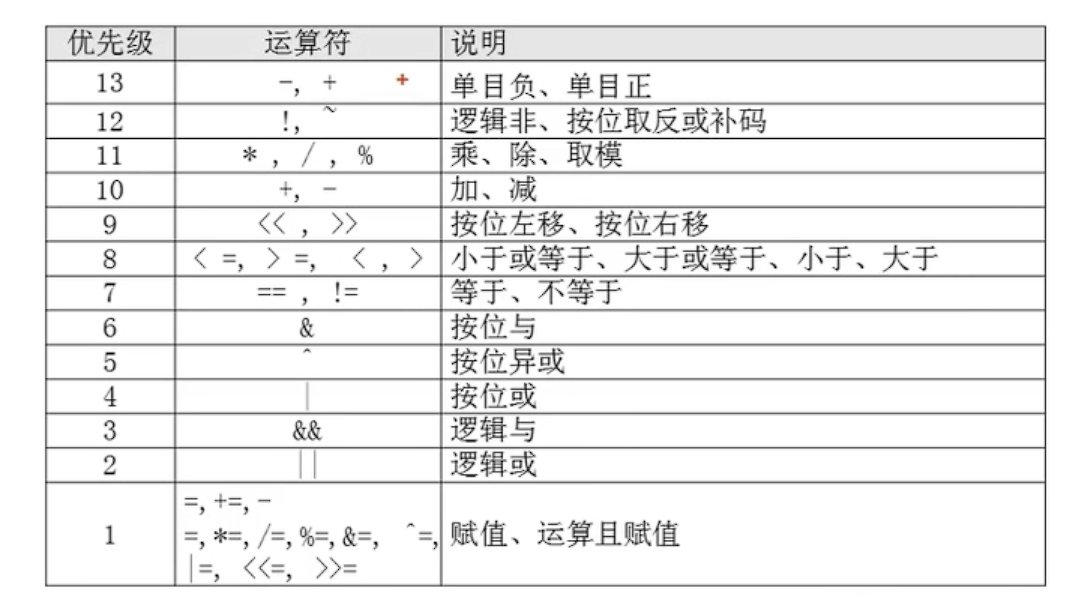 优先级 运算符 说明
13 -, + + 单目负、单目正
12 !, ~ 逻辑非、按位取反或补码
11 * , / , % 乘、除、取模
10 +, - 加、减
9 << , >> 按位左移、按位右移
8 < =, > =, < , > 小于或等于、大于或等于、小于、大于
7 == , != 等于、不等于
6 & 按位与
5 ^ 按位异或
4 | 按位或
3 && 逻辑与
2 || 逻辑或
=, +=, -
1 =, *=, /=, %=, &=, ^=, 赋值、运算且赋值
|=, <<=, >>=